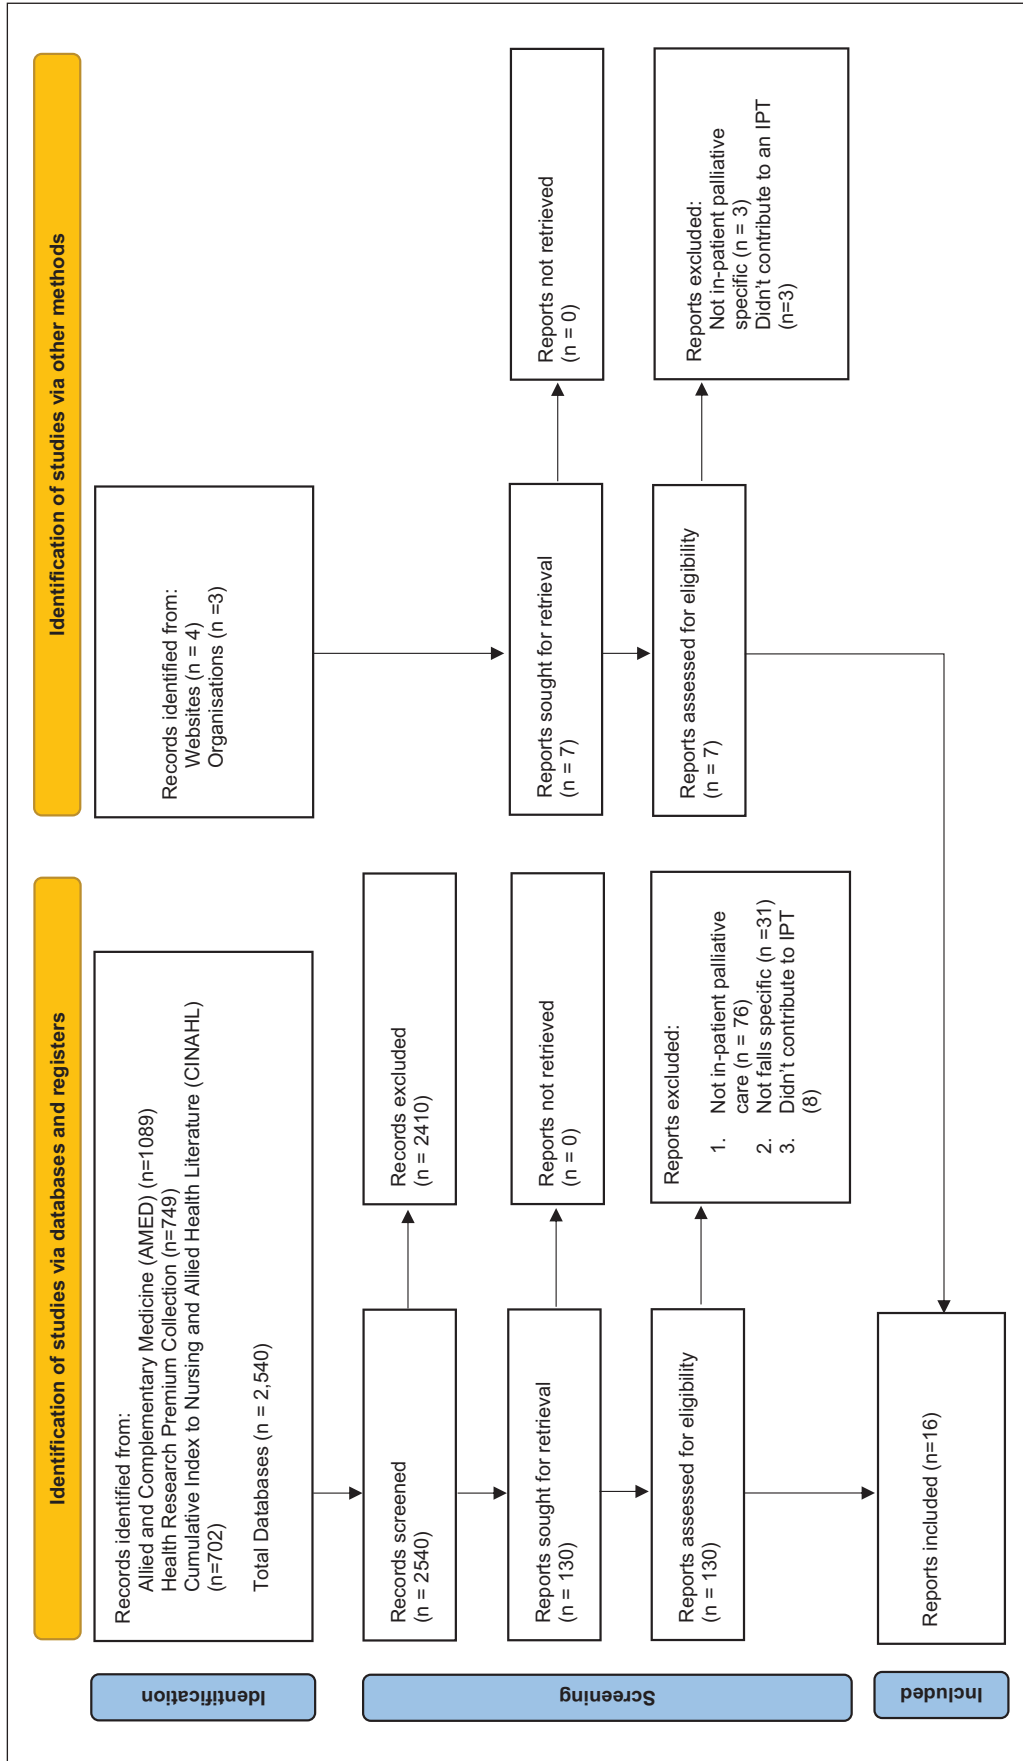 Identification of studies via databases and registers
Identification of studies via other methods
Identification
Records identified from:
Allied and Complementary Medicine (AMED) (n=1089)
Health Research Premium Collection (n=749)
Cumulative Index to Nursing and Allied Health Literature (CINAHL)
(n=702)
Total Databases (n = 2,540)
Records identified from:
Websites (n = 4)
Organisations (n =3)
Screening
Records screened
(n = 2540)
Records excluded
(n = 2410)
Reports sought for retrieval
(n = 130)
Reports not retrieved
(n = 0)
Reports sought for retrieval
(n = 7)
Reports not retrieved
(n = 0)
Reports assessed for eligibility
(n = 130)
Reports excluded:
1. Not in-patient palliative
care (n = 76)
2. Not falls specific (n =31)
3. Didn't contribute to IPT
(8)
Reports assessed for eligibility
(n = 7)
Reports excluded:
Not in-patient palliative
specific (n = 3)
Didn't contribute to an IPT
(n=3)
Included
Reports included (n=16)